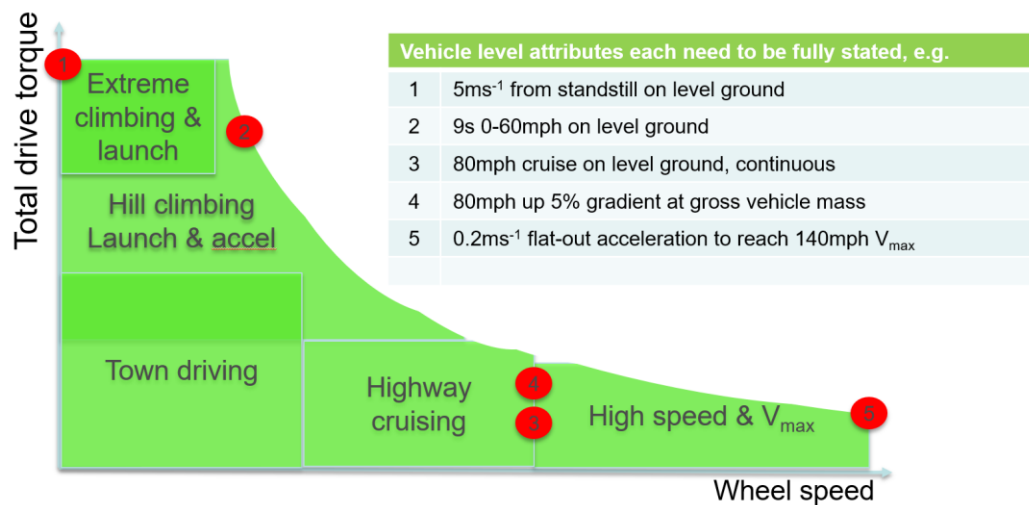 Total drive torque
1
Extreme
climbing &
launch
2
Hill climbing
Launch & accel
Town driving
Highway
cruising
4
3
High speed & Vmax
5
Wheel speed
Vehicle level attributes each need to be fully stated, e.g.
1 5ms⁻¹ from standstill on level ground
2 9s 0-60mph on level ground
3 80mph cruise on level ground, continuous
4 80mph up 5% gradient at gross vehicle mass
5 0.2ms⁻¹ flat-out acceleration to reach 140mph Vmax